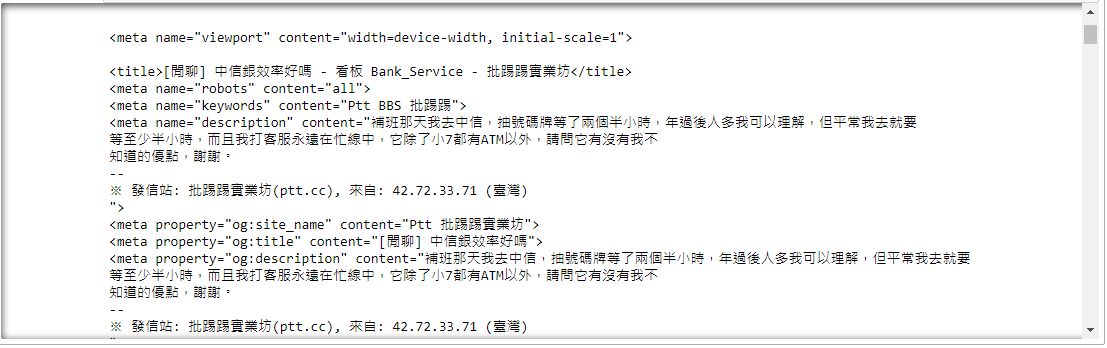 <meta name="viewport" content="width=device-width, initial-scale=1">
<title>[閒聊] 中信銀效率好嗎 - 看板 Bank_Service - 批踢踢實業坊</title>
<meta name="robots" content="all">
<meta name="keywords" content="Ptt BBS 批踢踢">
<meta name="description" content="補班那天我去中信，抽號碼牌等了兩個半小時，年過後人多我可以理解，但平常我去就要
等至少半小時，而且我打客服永遠在忙線中，它除了小7都有ATM以外，請問它有沒有我不
知道的優點，謝謝。
--
※ 發信站: 批踢踢實業坊(ptt.cc), 來自: 42.72.33.71 (臺灣)
">
<meta property="og:site_name" content="Ptt 批踢踢實業坊">
<meta property="og:title" content="[閒聊] 中信銀效率好嗎">
<meta property="og:description" content="補班那天我去中信，抽號碼牌等了兩個半小時，年過後人多我可以理解，但平常我去就要
等至少半小時，而且我打客服永遠在忙線中，它除了小7都有ATM以外，請問它有沒有我不
知道的優點，謝謝。
--
※ 發信站: 批踢踢實業坊(ptt.cc), 來自: 42.72.33.71 (臺灣)